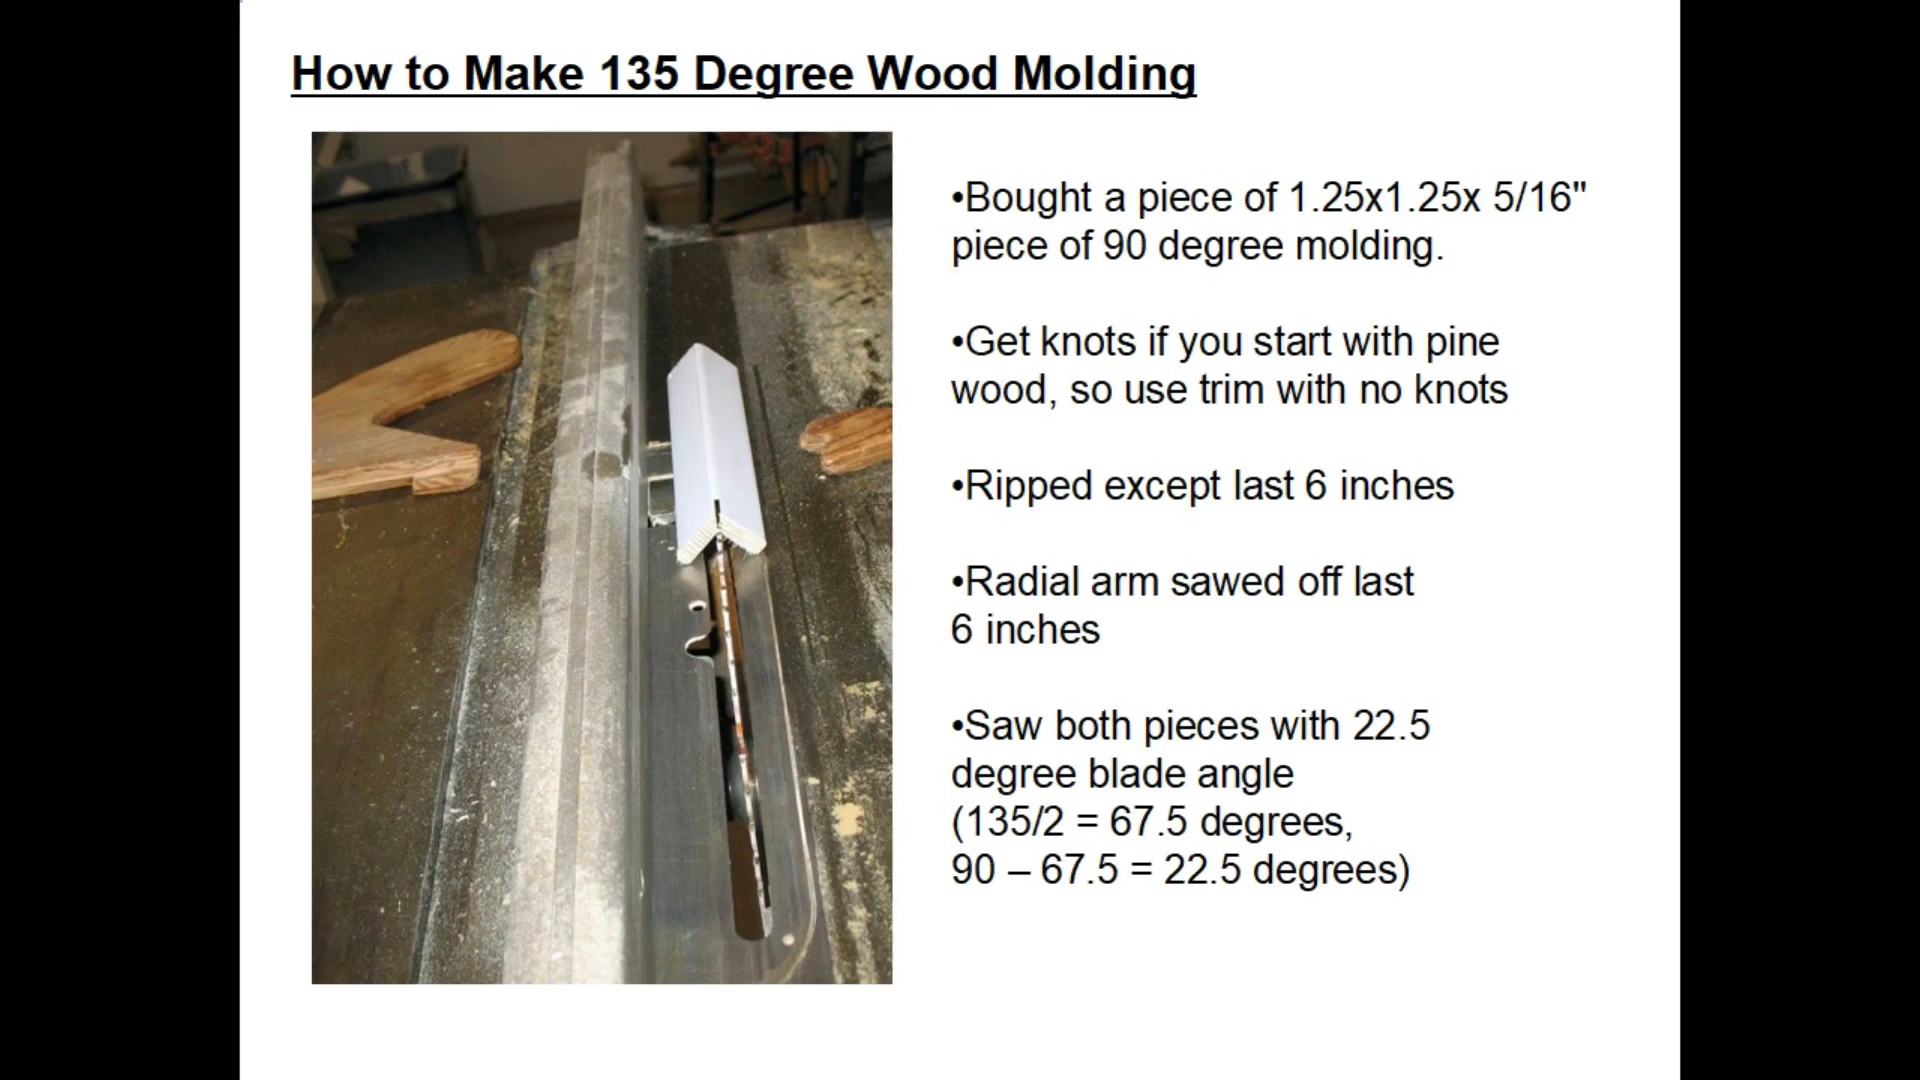 How to Make 135 Degree Wood Molding
•Bought a piece of 1.25x1.25x 5/16"
piece of 90 degree molding.
•Get knots if you start with pine
wood, so use trim with no knots
•Ripped except last 6 inches
•Radial arm sawed off last
6 inches
•Saw both pieces with 22.5
degree blade angle
(135/2 = 67.5 degrees,
90 – 67.5 = 22.5 degrees)